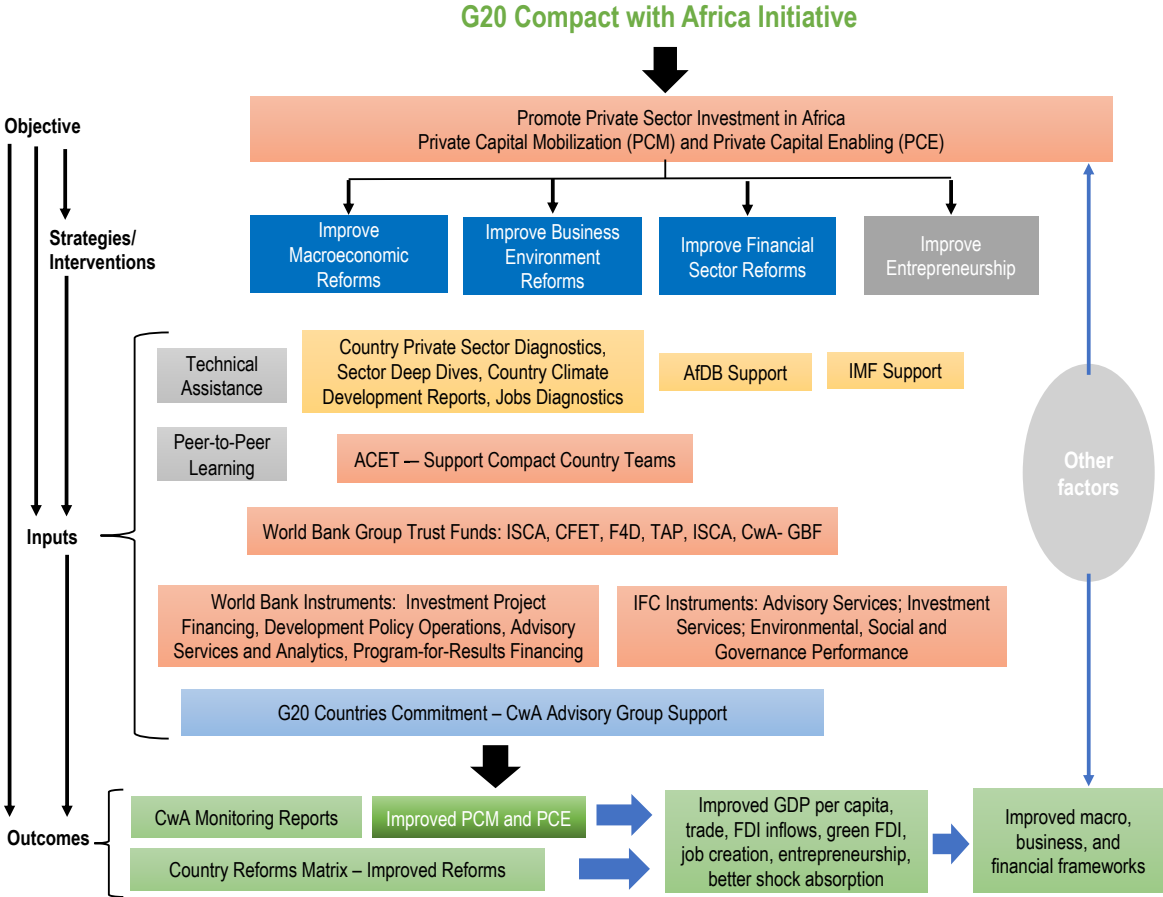 G20 Compact with Africa Initiative
Objective
Promote Private Sector Investment in Africa
Private Capital Mobilization (PCM) and Private Capital Enabling (PCE)
Strategies/
Interventions
Improve
Macroeconomic
Reforms
Improve Business
Environment
Reforms
Improve Financial
Sector Reforms
Improve
Entrepreneurship
Technical
Assistance
Country Private Sector Diagnostics,
Sector Deep Dives, Country Climate
Development Reports, Jobs Diagnostics
AfDB Support
IMF Support
Peer-to-Peer
Learning
ACET — Support Compact Country Teams
Other
factors
Inputs
World Bank Group Trust Funds: ISCA, CFET, F4D, TAP, ISCA, CwA- GBF
World Bank Instruments: Investment Project
Financing, Development Policy Operations, Advisory
Services and Analytics, Program-for-Results Financing
IFC Instruments: Advisory Services; Investment
Services; Environmental, Social and
Governance Performance
G20 Countries Commitment – CwA Advisory Group Support
Outcomes
CwA Monitoring Reports
Improved PCM and PCE
Country Reforms Matrix – Improved Reforms
Improved GDP per capita,
trade, FDI inflows, green FDI,
job creation, entrepreneurship,
better shock absorption
Improved macro,
business, and
financial frameworks